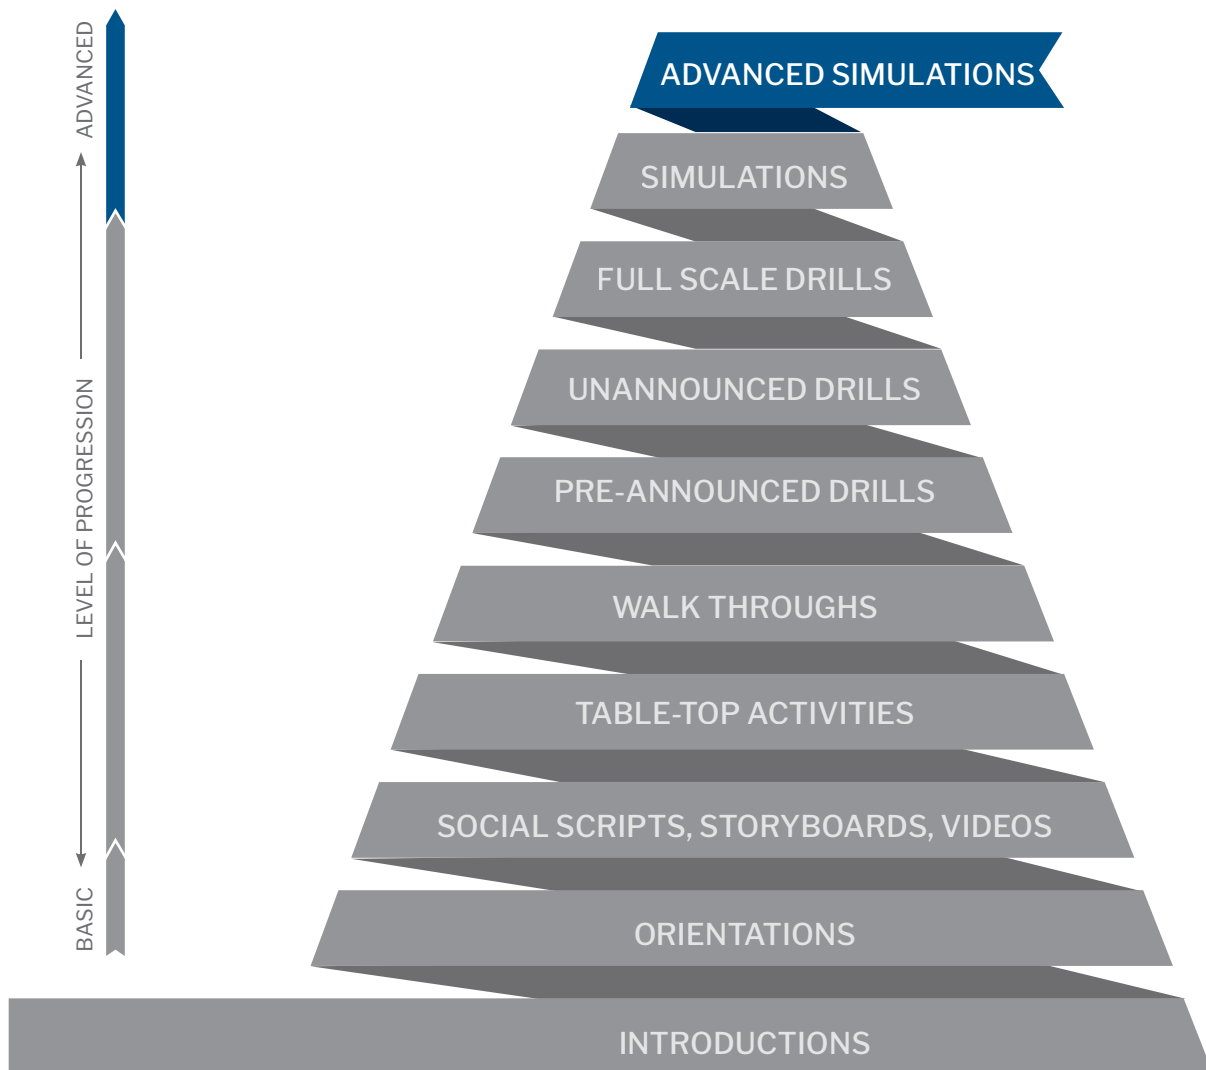 ADVANCED
LEVEL OF PROGRESSION
BASIC
ADVANCED SIMULATIONS
SIMULATIONS
FULL SCALE DRILLS
UNANNOUNCED DRILLS
PRE-ANNOUNCED DRILLS
WALK THROUGHS
TABLE-TOP ACTIVITIES
SOCIAL SCRIPTS, STORYBOARDS, VIDEOS
ORIENTATIONS
INTRODUCTIONS